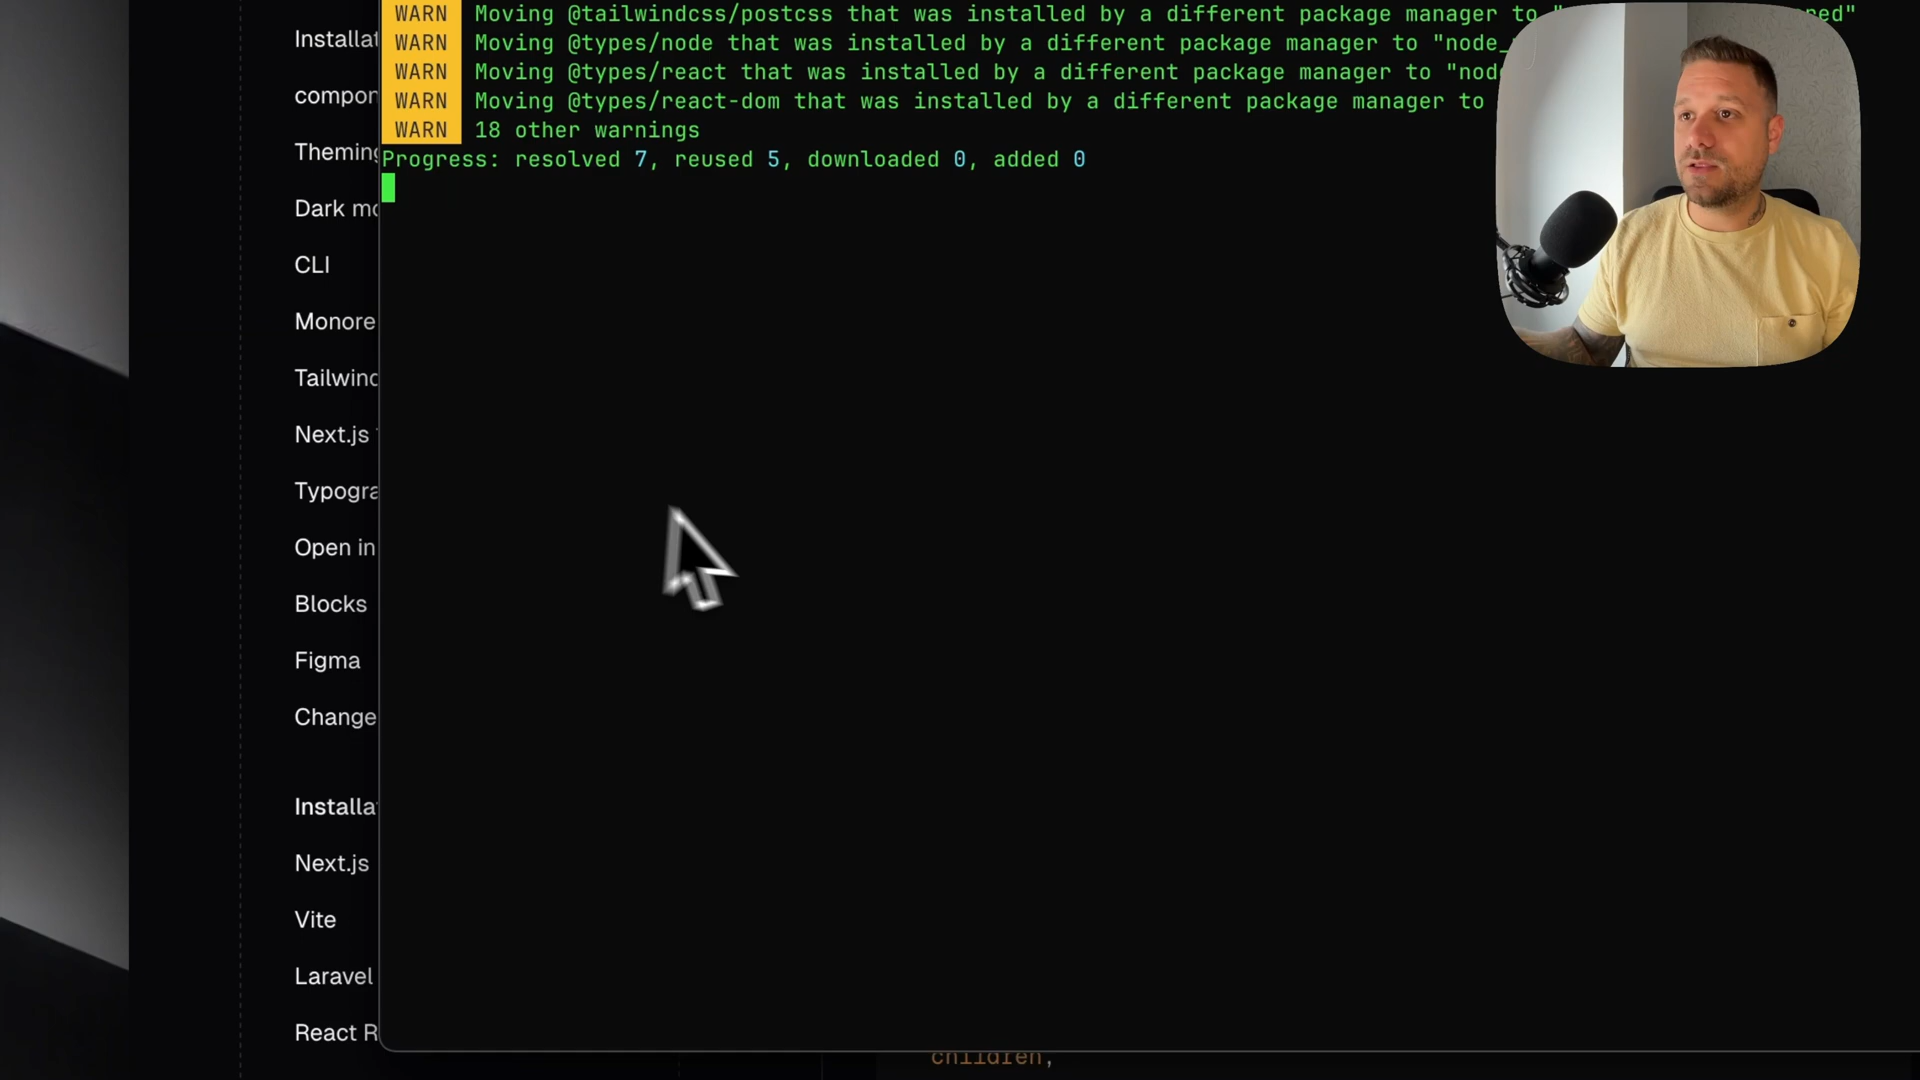 WARN Moving @tailwindcss/postcss that was installed by a different package manager to
WARN Moving @types/node that was installed by a different package manager to "node_
WARN Moving @types/react that was installed by a different package manager to "node
WARN Moving @types/react-dom that was installed by a different package manager to
WARN 18 other warnings
Progress: resolved 7, reused 5, downloaded 0, added 0
Installat
compon
Theming
Dark mo
CLI
Monore
Tailwind
Next.js
Typogra
Open in
Blocks
Figma
Change
Installa
Next.js
Vite
Laravel
React R
children,